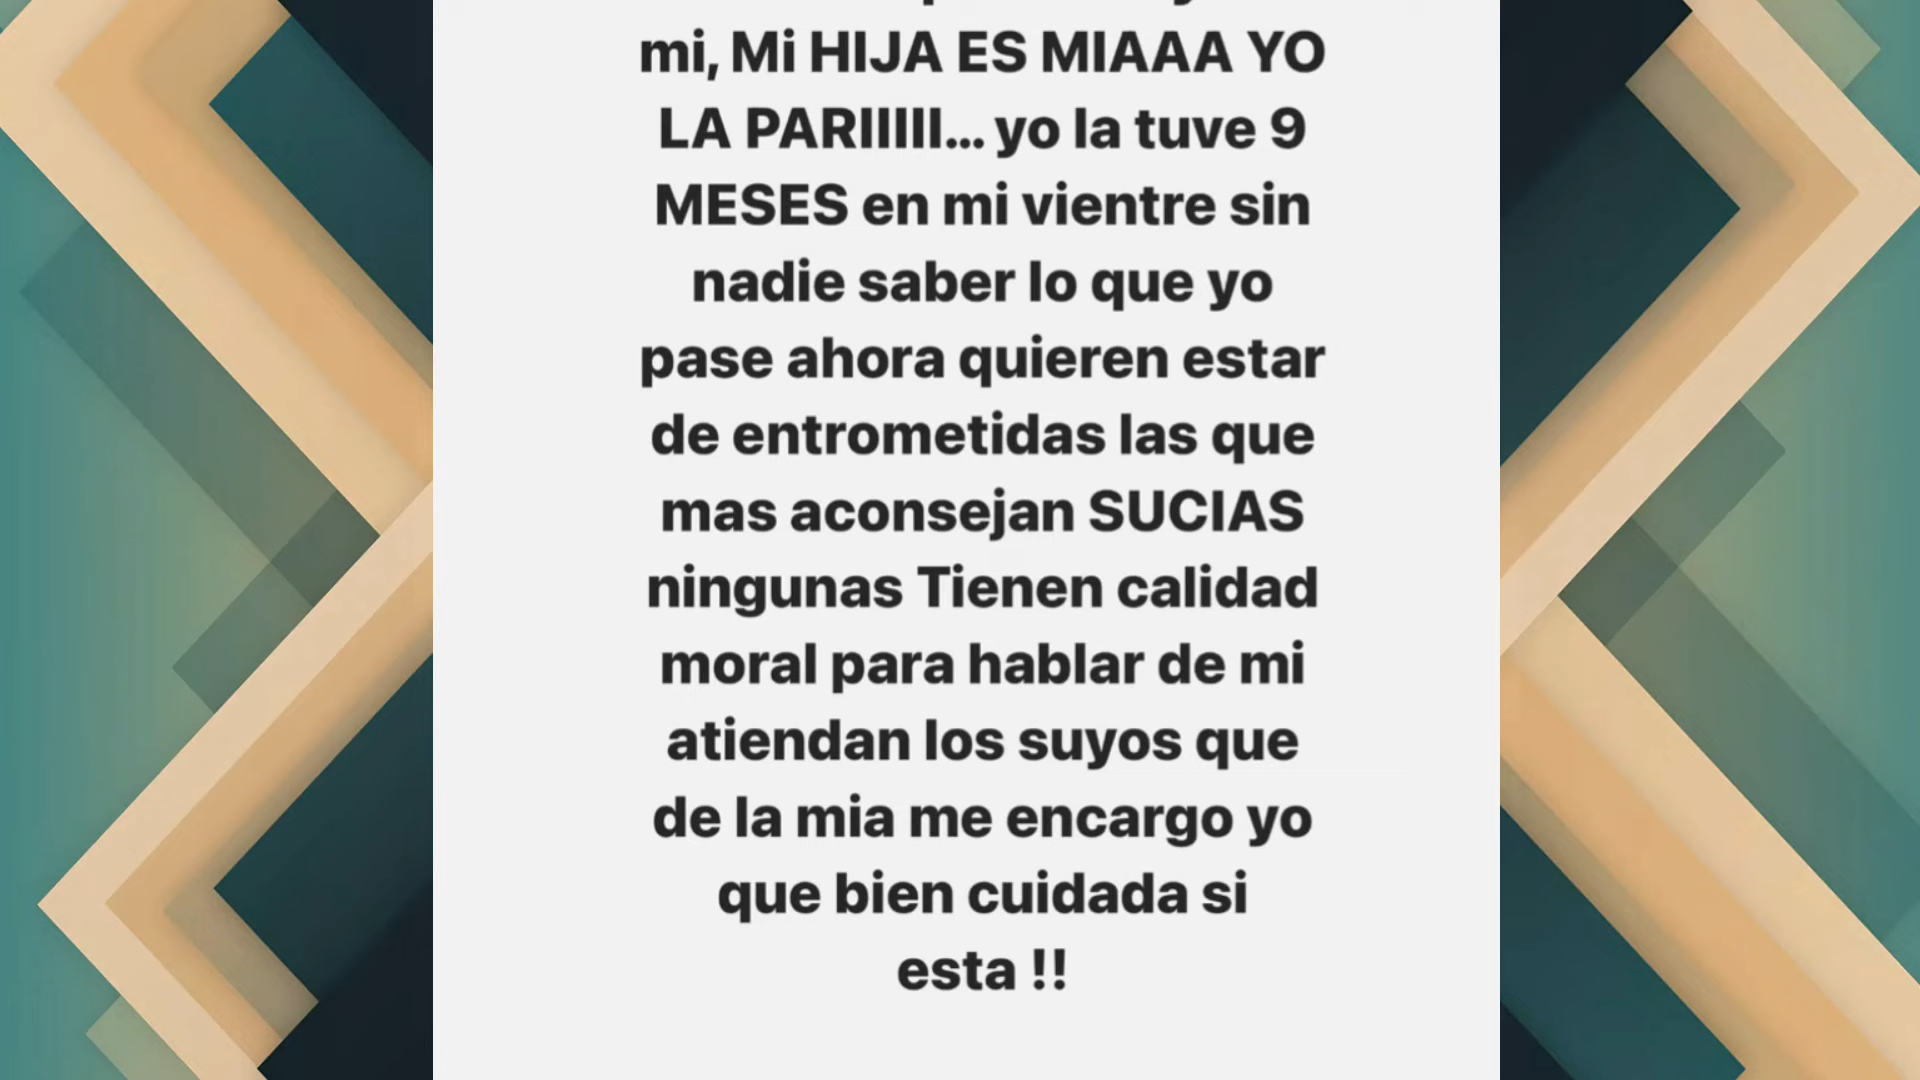 mi, Mi HIJA ES MIAAA YO
LA PARIIIII... yo la tuve 9
MESES en mi vientre sin
nadie saber lo que yo
pase ahora quieren estar
de entrometidas las que
mas aconsejan SUCIAS
ningunas Tienen calidad
moral para hablar de mi
atiendan los suyos que
de la mia me encargo yo
que bien cuidada si
esta !!